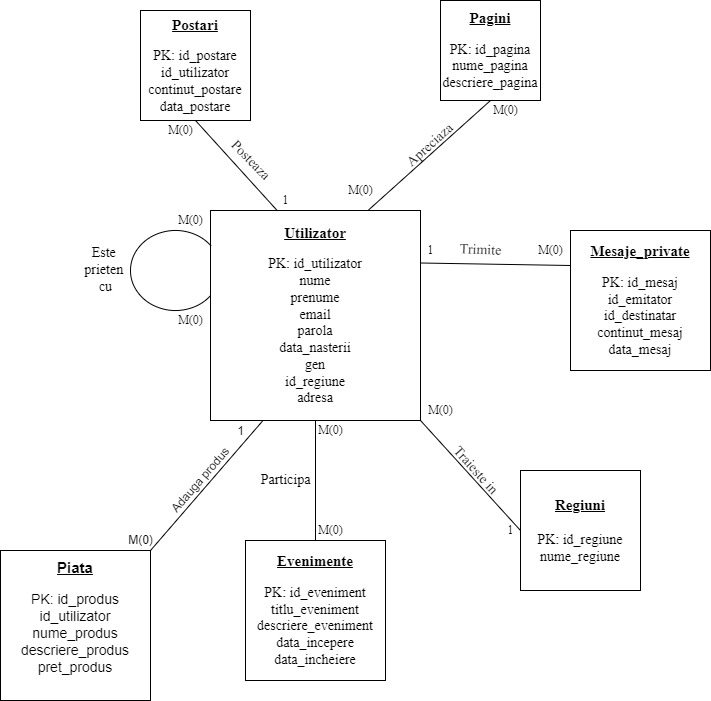 Postari
PK: id_postare
id_utilizator
continut_postare
data_postare
M(0)
Posteaza
1
Pagini
PK: id_pagina
nume_pagina
descriere_pagina
M(0)
Apreciaza
M(0)
Este
prieten
cu
M(0)
M(0)
Utilizator
PK: id_utilizator
nume
prenume
email
parola
data_nasterii
gen
id_regiune
adresa
1
Trimite
M(0)
Mesaje_private
PK: id_mesaj
id_emitator
id_destinatar
continut_mesaj
data_mesaj
1
Adauga produs
M(0)
Piata
PK: id_produs
id_utilizator
nume_produs
descriere_produs
pret_produs
M(0)
Participa
M(0)
Evenimente
PK: id_eveniment
titlu_eveniment
descriere_eveniment
data_incepere
data_incheiere
M(0)
Traieste in
1
Regiuni
PK: id_regiune
nume_regiune